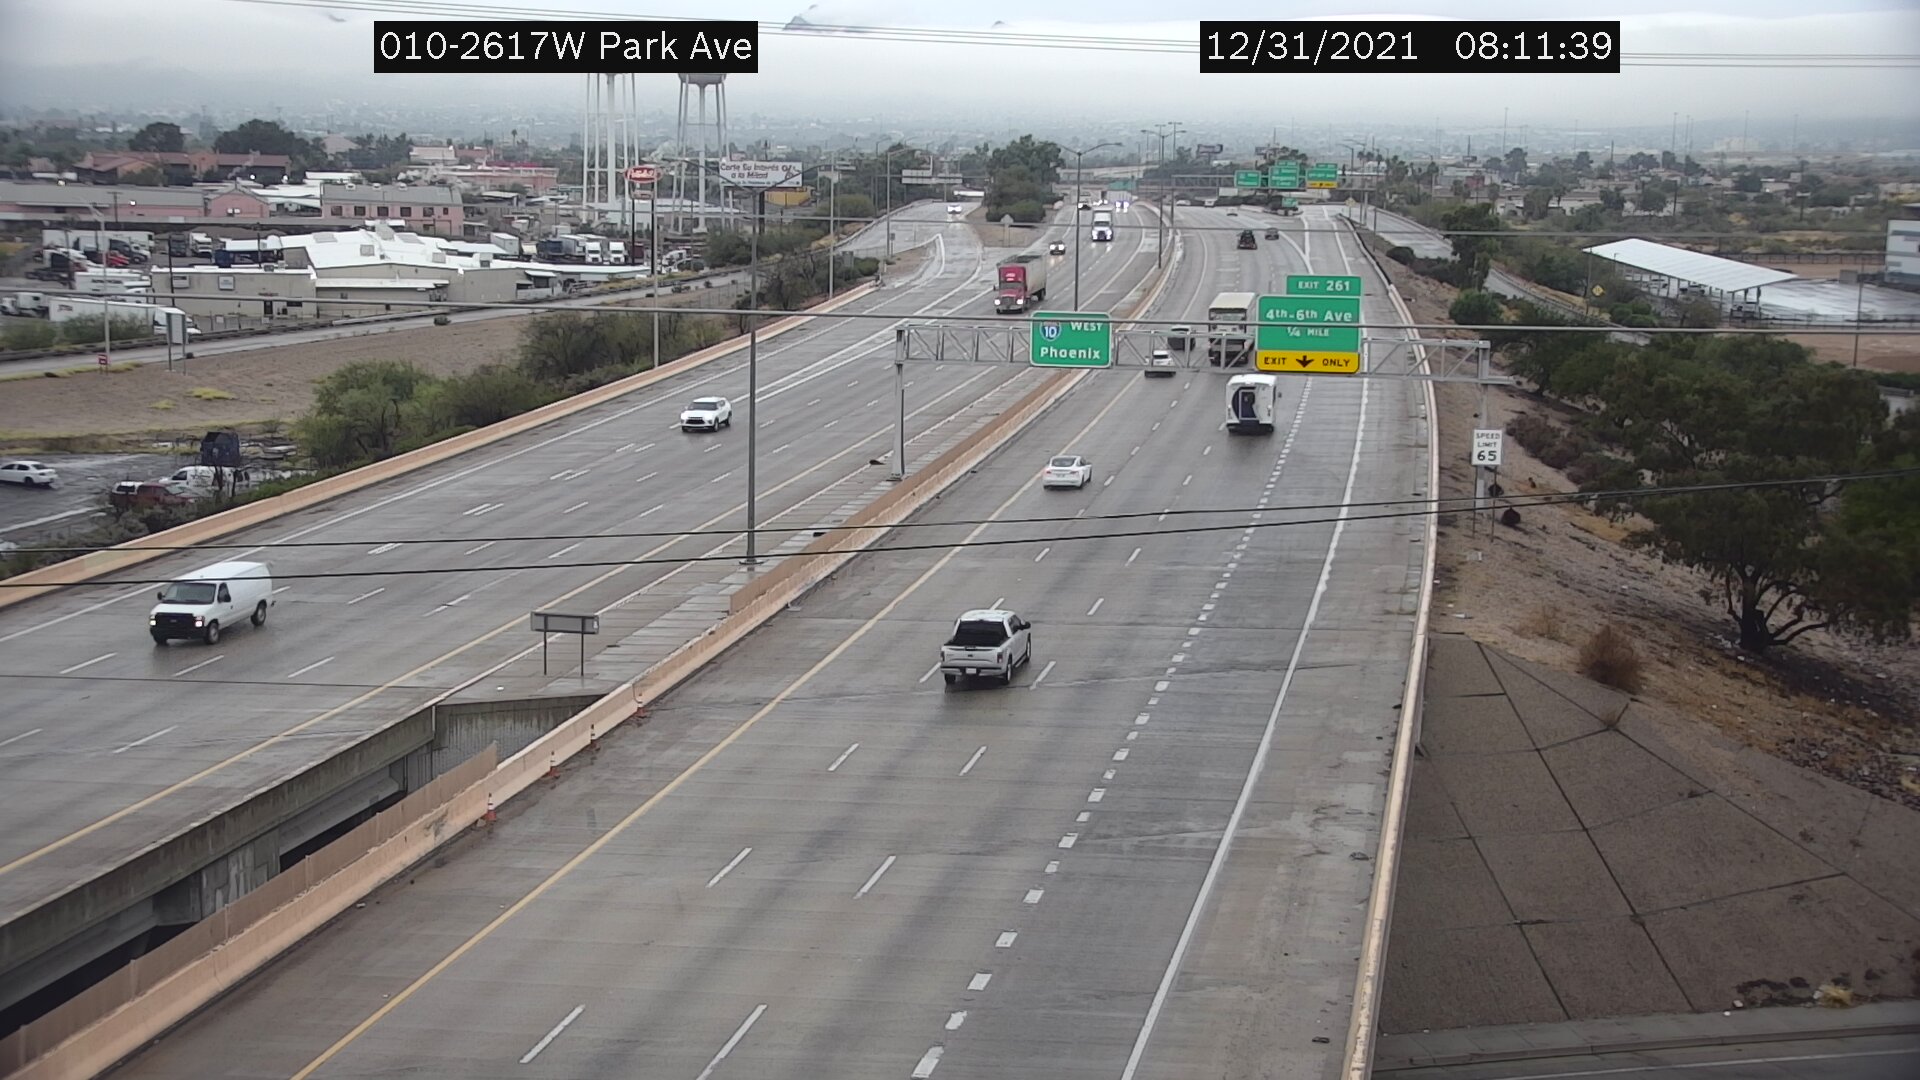 010-2617W Park Ave
12/31/2021 08:11:39
EXIT 261
4th-6th Ave
1/4 MILE
EXIT ONLY
10 WEST
Phoenix
SPEED
LIMIT
65